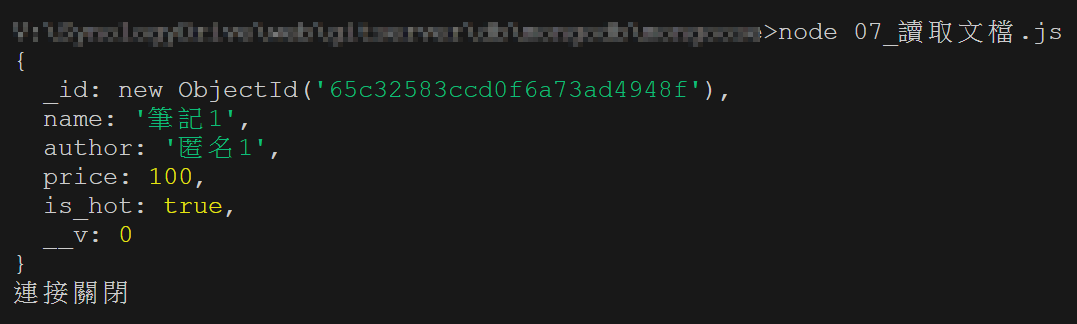 >node 07_讀取文檔.js
{
  _id: new ObjectId('65c32583ccd0f6a73ad4948f'),
  name: '筆記1',
  author: '匿名1',
  price: 100,
  is_hot: true,
  __v: 0
}
連接關閉